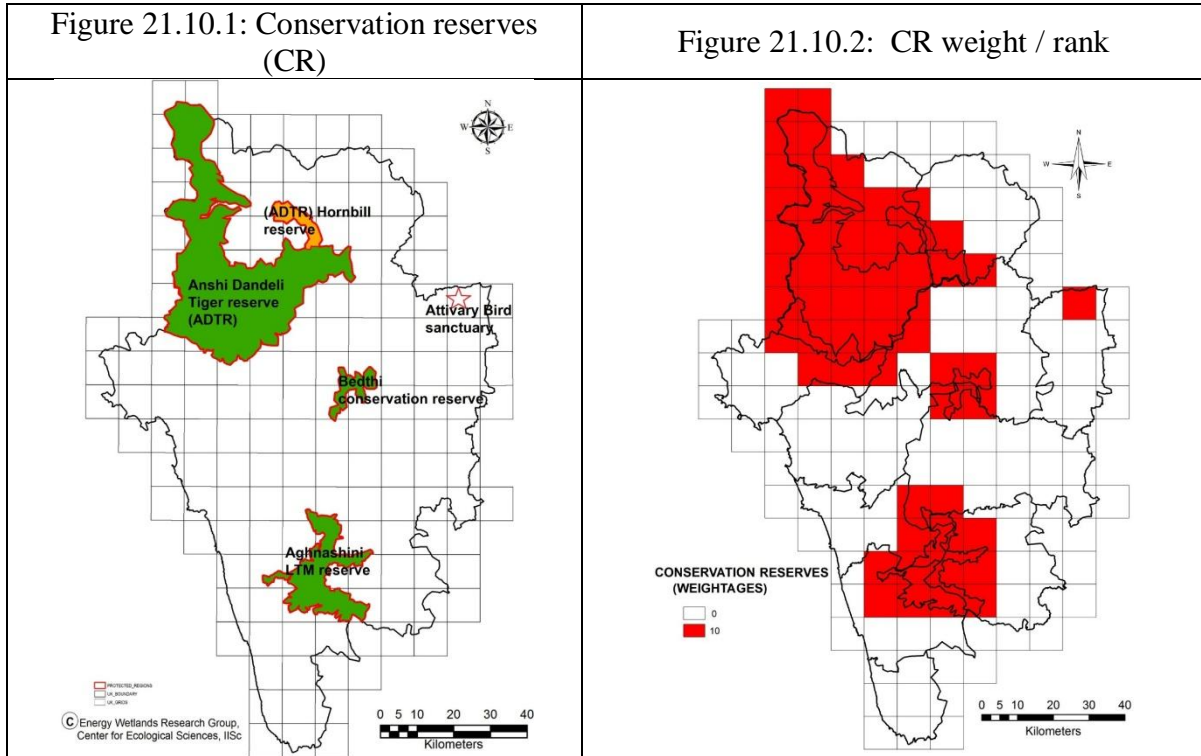 Figure 21.10.1: Conservation reserves
(CR)
Figure 21.10.2: CR weight / rank
N
W E
S
(ADTR) Hornbill
reserve
Anshi Dandeli
Tiger reserve
(ADTR)
Attivary Bird
sanctuary
Bedthi
conservation reserve
Aghnashini
LTM reserve
PROTECTED_REGIONS
UK_BOUNDARY
UK_GRIDS
C Energy Wetlands Research Group,
Center for Ecological Sciences, IISc
0 5 10 20 30 40
Kilometers
N
W E
S
CONSERVATION RESERVES
(WEIGHTAGES)
0
10
0 5 10 20 30 40
Kilometers